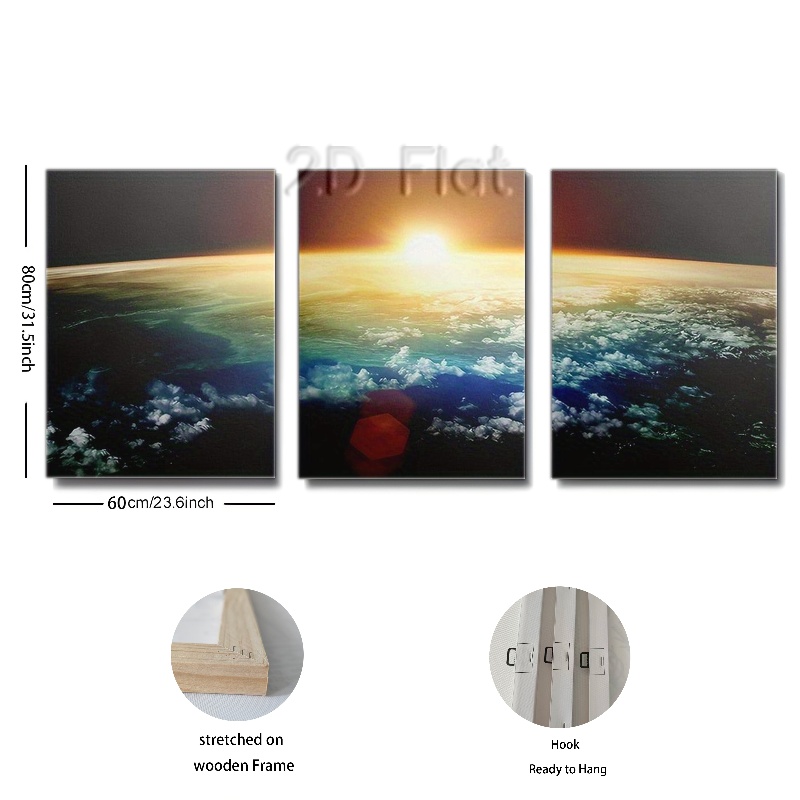 2D Flat
80cm/31.5inch
60cm/23.6inch
stretched on
wooden Frame
Hook
Ready to Hang